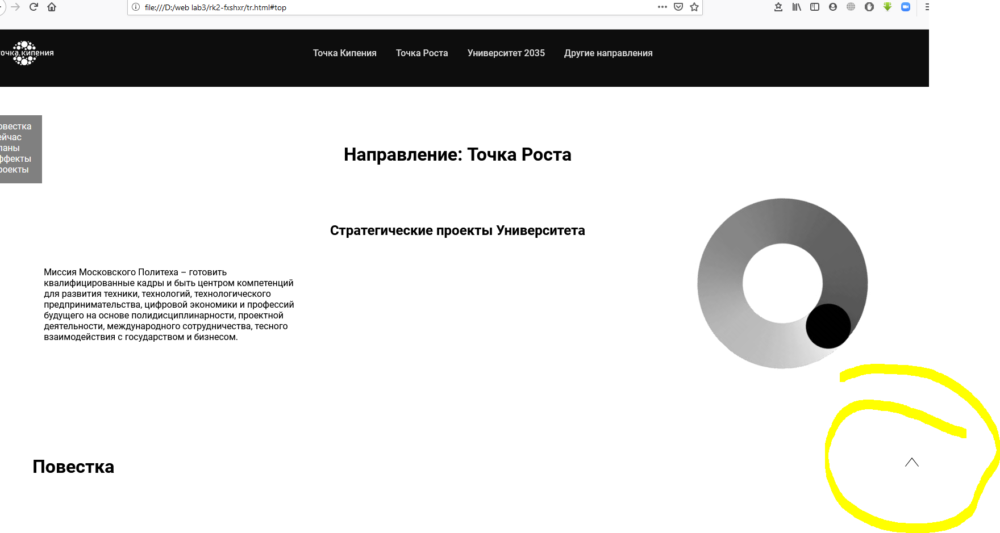 file:///D:/web lab3/rk2-fxshxr/tr.html#top
точка кипения
Точка Кипения Точка Роста Университет 2035 Другие направления
овестка
ейчас
ланы
ффекты
роекты
Направление: Точка Роста
Стратегические проекты Университета
Миссия Московского Политеха – готовить
квалифицированные кадры и быть центром компетенций
для развития техники, технологий, технологического
предпринимательства, цифровой экономики и профессий
будущего на основе полидисциплинарности, проектной
деятельности, международного сотрудничества, тесного
взаимодействия с государством и бизнесом.
Повестка